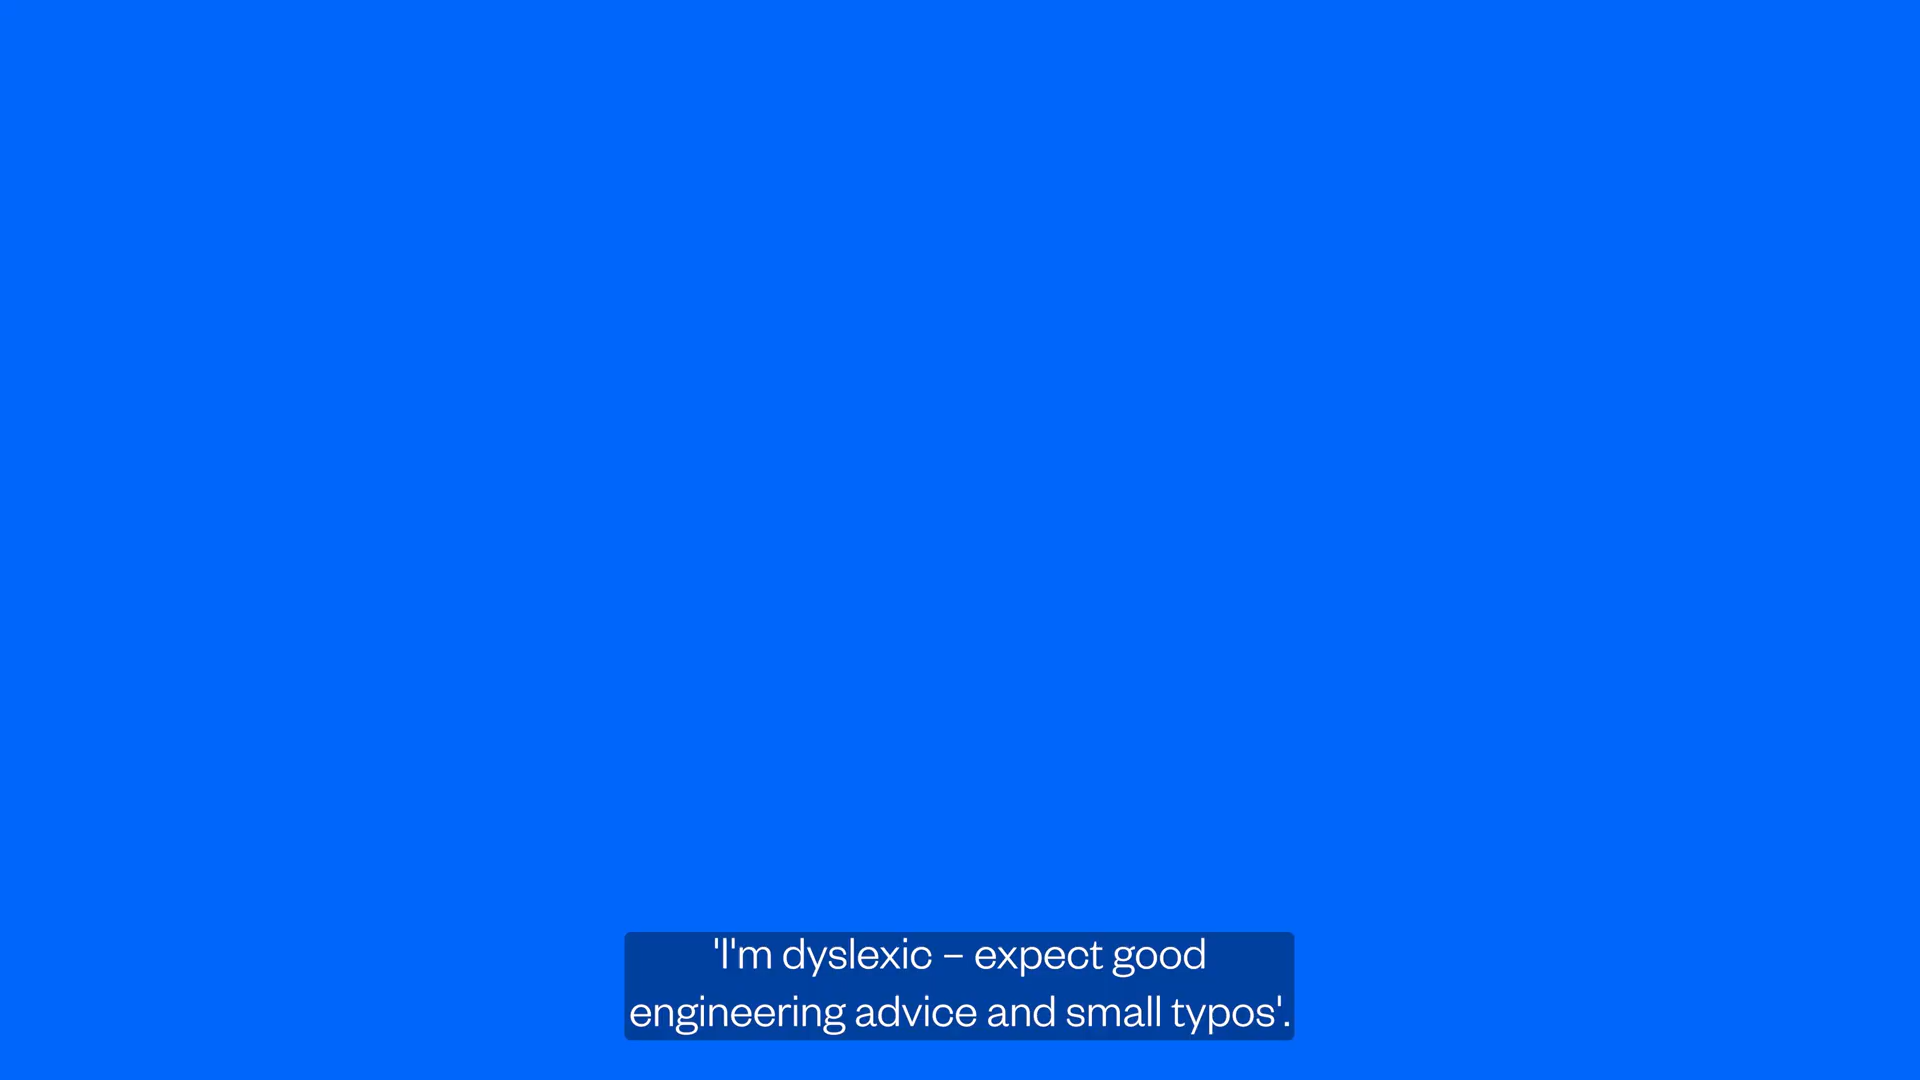 'I'm dyslexic – expect good
engineering advice and small typos'.